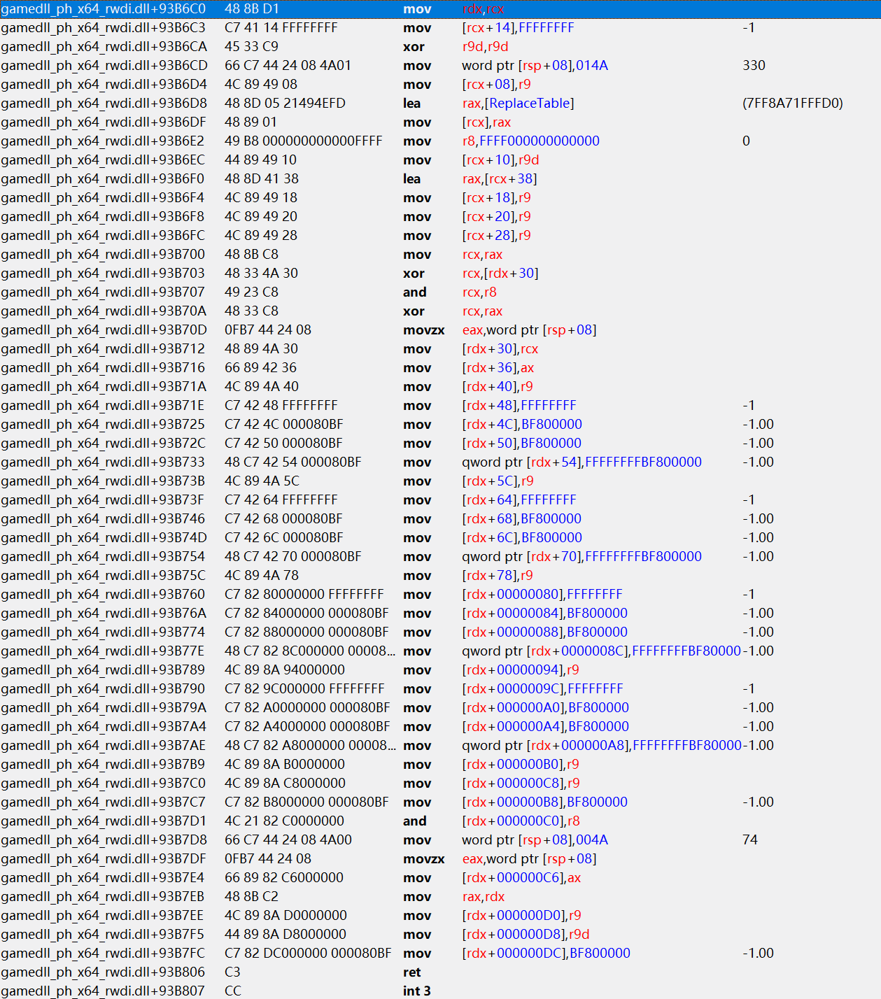 gamedll_ph_x64_rwdi.dll+93B6C0 48 8B D1 mov rdx,rcx
gamedll_ph_x64_rwdi.dll+93B6C3 C7 41 14 FFFFFFFF mov [rcx+14],FFFFFFFF -1
gamedll_ph_x64_rwdi.dll+93B6CA 45 33 C9 xor r9d,r9d
gamedll_ph_x64_rwdi.dll+93B6CD 66 C7 44 24 08 4A01 mov word ptr [rsp+08],014A 330
gamedll_ph_x64_rwdi.dll+93B6D4 4C 89 49 08 mov [rcx+08],r9
gamedll_ph_x64_rwdi.dll+93B6D8 48 8D 05 21494EFD lea rax,[ReplaceTable] (7FF8A71FFFD0)
gamedll_ph_x64_rwdi.dll+93B6DF 48 89 01 mov [rcx],rax
gamedll_ph_x64_rwdi.dll+93B6E2 49 B8 000000000000FFFF mov r8,FFFF000000000000 0
gamedll_ph_x64_rwdi.dll+93B6EC 44 89 49 10 mov [rcx+10],r9d
gamedll_ph_x64_rwdi.dll+93B6F0 48 8D 41 38 lea rax,[rcx+38]
gamedll_ph_x64_rwdi.dll+93B6F4 4C 89 49 18 mov [rcx+18],r9
gamedll_ph_x64_rwdi.dll+93B6F8 4C 89 49 20 mov [rcx+20],r9
gamedll_ph_x64_rwdi.dll+93B6FC 4C 89 49 28 mov [rcx+28],r9
gamedll_ph_x64_rwdi.dll+93B700 48 8B C8 mov rcx,rax
gamedll_ph_x64_rwdi.dll+93B703 48 33 4A 30 xor rcx,[rdx+30]
gamedll_ph_x64_rwdi.dll+93B707 49 23 C8 and rcx,r8
gamedll_ph_x64_rwdi.dll+93B70A 48 33 C8 xor rcx,rax
gamedll_ph_x64_rwdi.dll+93B70D 0FB7 44 24 08 movzx eax,word ptr [rsp+08]
gamedll_ph_x64_rwdi.dll+93B712 48 89 4A 30 mov [rdx+30],rcx
gamedll_ph_x64_rwdi.dll+93B716 66 89 42 36 mov [rdx+36],ax
gamedll_ph_x64_rwdi.dll+93B71A 4C 89 4A 40 mov [rdx+40],r9
gamedll_ph_x64_rwdi.dll+93B71E C7 42 48 FFFFFFFF mov [rdx+48],FFFFFFFF -1
gamedll_ph_x64_rwdi.dll+93B725 C7 42 4C 000080BF mov [rdx+4C],BF800000 -1.00
gamedll_ph_x64_rwdi.dll+93B72C C7 42 50 000080BF mov [rdx+50],BF800000 -1.00
gamedll_ph_x64_rwdi.dll+93B733 48 C7 42 54 000080BF mov qword ptr [rdx+54],FFFFFFFFBF800000 -1.00
gamedll_ph_x64_rwdi.dll+93B73B 4C 89 4A 5C mov [rdx+5C],r9
gamedll_ph_x64_rwdi.dll+93B73F C7 42 64 FFFFFFFF mov [rdx+64],FFFFFFFF -1
gamedll_ph_x64_rwdi.dll+93B746 C7 42 68 000080BF mov [rdx+68],BF800000 -1.00
gamedll_ph_x64_rwdi.dll+93B74D C7 42 6C 000080BF mov [rdx+6C],BF800000 -1.00
gamedll_ph_x64_rwdi.dll+93B754 48 C7 42 70 000080BF mov qword ptr [rdx+70],FFFFFFFFBF800000 -1.00
gamedll_ph_x64_rwdi.dll+93B75C 4C 89 4A 78 mov [rdx+78],r9
gamedll_ph_x64_rwdi.dll+93B760 C7 82 80000000 FFFFFFFF mov [rdx+00000080],FFFFFFFF -1
gamedll_ph_x64_rwdi.dll+93B76A C7 82 84000000 000080BF mov [rdx+00000084],BF800000 -1.00
gamedll_ph_x64_rwdi.dll+93B774 C7 82 88000000 000080BF mov [rdx+00000088],BF800000 -1.00
gamedll_ph_x64_rwdi.dll+93B77E 48 C7 82 8C000000 00008... mov qword ptr [rdx+0000008C],FFFFFFFFBF80000 -1.00
gamedll_ph_x64_rwdi.dll+93B789 4C 89 8A 94000000 mov [rdx+00000094],r9
gamedll_ph_x64_rwdi.dll+93B790 C7 82 9C000000 FFFFFFFF mov [rdx+0000009C],FFFFFFFF -1
gamedll_ph_x64_rwdi.dll+93B79A C7 82 A0000000 000080BF mov [rdx+000000A0],BF800000 -1.00
gamedll_ph_x64_rwdi.dll+93B7A4 C7 82 A4000000 000080BF mov [rdx+000000A4],BF800000 -1.00
gamedll_ph_x64_rwdi.dll+93B7AE 48 C7 82 A8000000 00008... mov qword ptr [rdx+000000A8],FFFFFFFFBF80000 -1.00
gamedll_ph_x64_rwdi.dll+93B7B9 4C 89 8A B0000000 mov [rdx+000000B0],r9
gamedll_ph_x64_rwdi.dll+93B7C0 4C 89 8A C8000000 mov [rdx+000000C8],r9
gamedll_ph_x64_rwdi.dll+93B7C7 C7 82 B8000000 000080BF mov [rdx+000000B8],BF800000 -1.00
gamedll_ph_x64_rwdi.dll+93B7D1 4C 21 82 C0000000 and [rdx+000000C0],r8
gamedll_ph_x64_rwdi.dll+93B7D8 66 C7 44 24 08 4A00 mov word ptr [rsp+08],004A 74
gamedll_ph_x64_rwdi.dll+93B7DF 0FB7 44 24 08 movzx eax,word ptr [rsp+08]
gamedll_ph_x64_rwdi.dll+93B7E4 66 89 82 C6000000 mov [rdx+000000C6],ax
gamedll_ph_x64_rwdi.dll+93B7EB 48 8B C2 mov rax,rdx
gamedll_ph_x64_rwdi.dll+93B7EE 4C 89 8A D0000000 mov [rdx+000000D0],r9
gamedll_ph_x64_rwdi.dll+93B7F5 44 89 8A D8000000 mov [rdx+000000D8],r9d
gamedll_ph_x64_rwdi.dll+93B7FC C7 82 DC000000 000080BF mov [rdx+000000DC],BF800000 -1.00
gamedll_ph_x64_rwdi.dll+93B806 C3 ret
gamedll_ph_x64_rwdi.dll+93B807 CC int 3